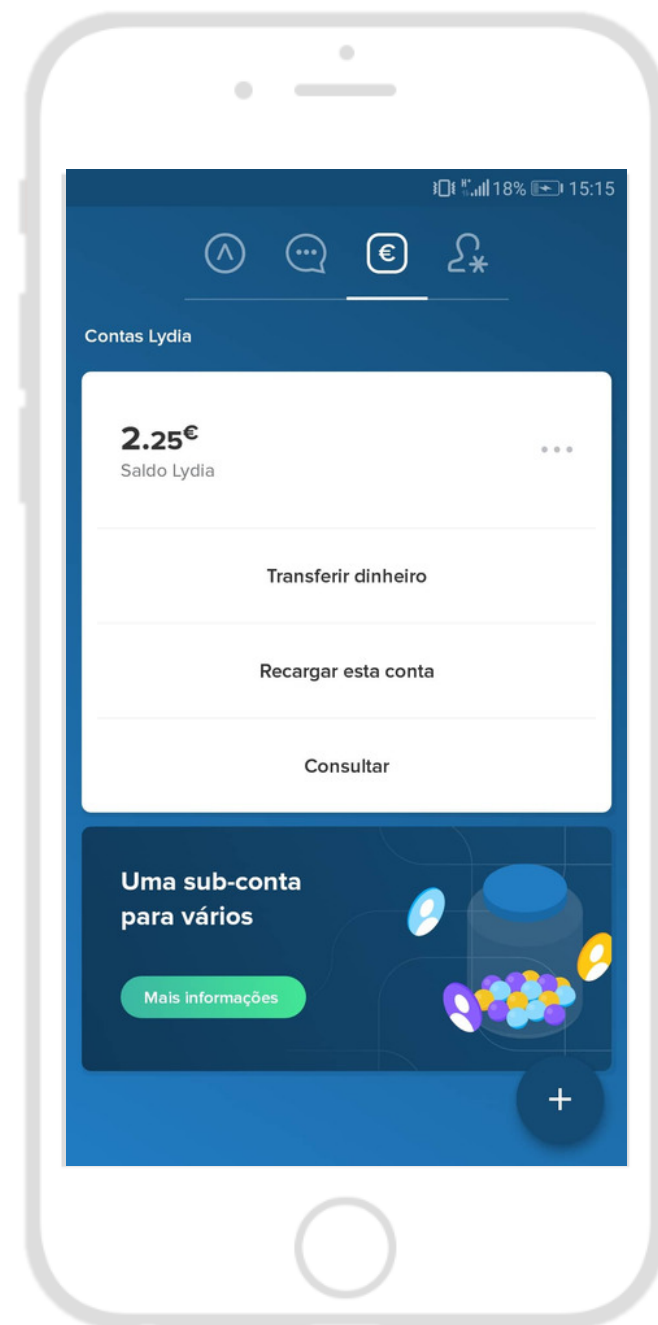 18% 15:15
Contas Lydia
2.25€
Saldo Lydia
Transferir dinheiro
Recargar esta conta
Consultar
Uma sub-conta
para vários
Mais informações